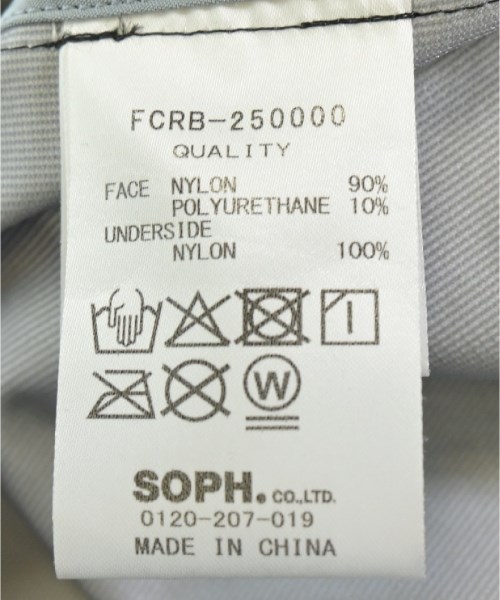 FCRB-250000
QUALITY
FACE NYLON 90%
POLYURETHANE 10%
UNDERSIDE
NYLON 100%
W
SOPH. CO.,LTD.
0120-207-019
MADE IN CHINA